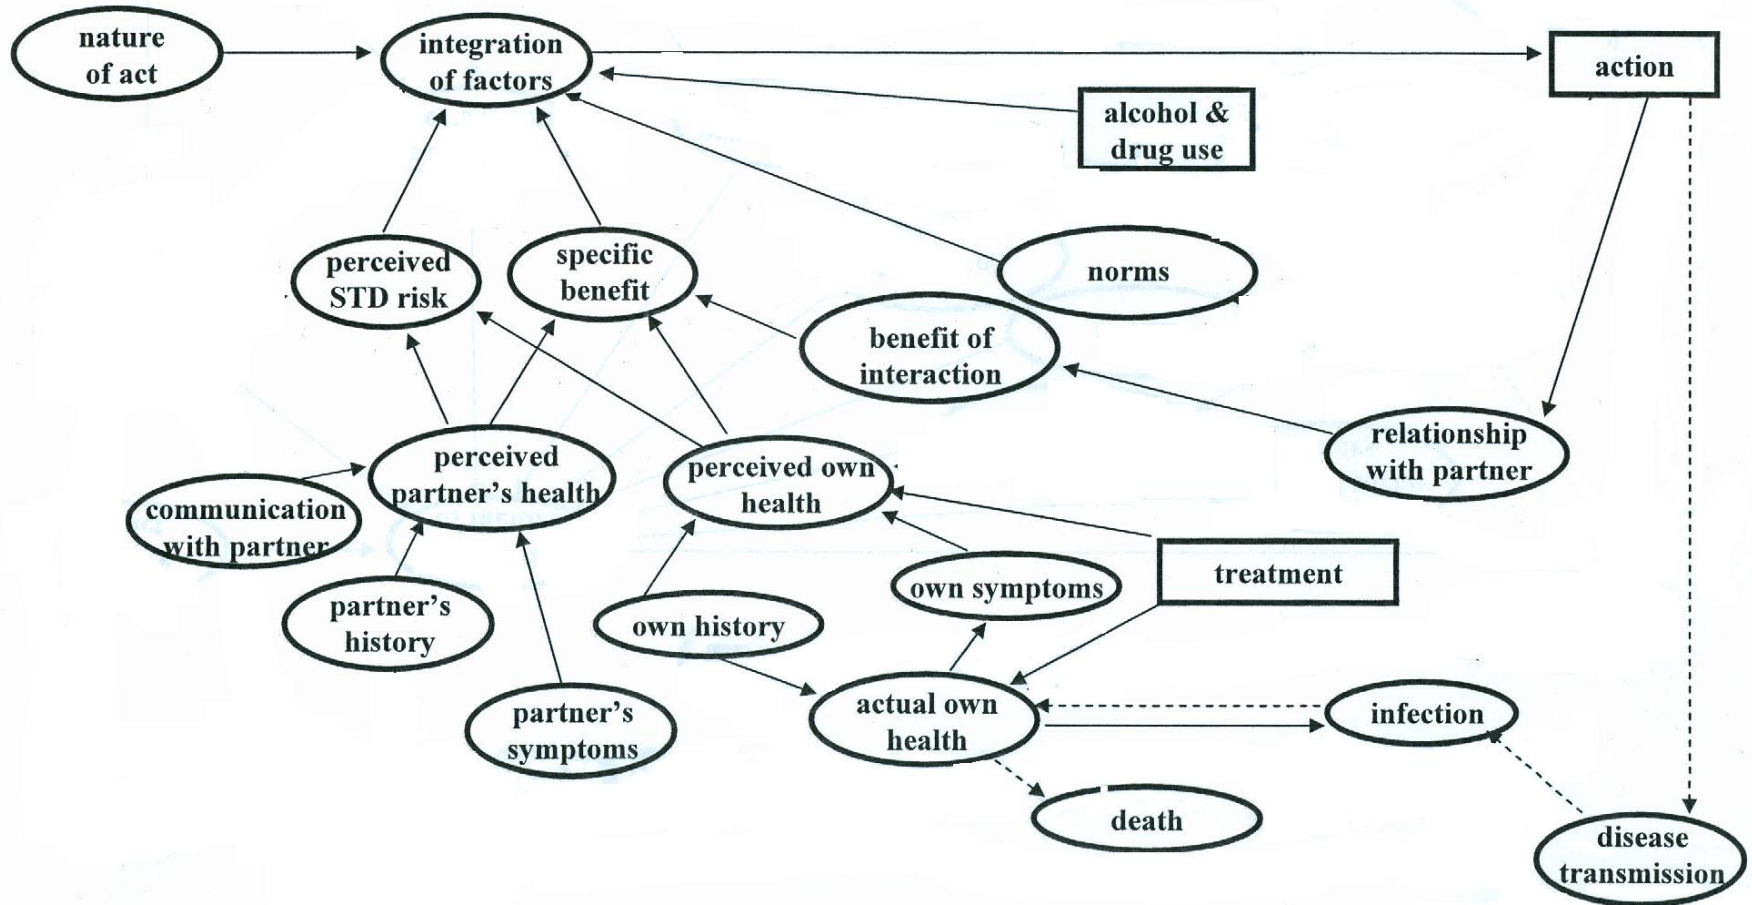 nature
of act
integration
of factors
action
alcohol &
drug use
perceived
STD risk
specific
benefit
norms
benefit of
interaction
relationship
with partner
perceived
partner's health
perceived own
health
communication
with partner
partner's
history
own history
own symptoms
treatment
partner's
symptoms
actual own
health
infection
death
disease
transmission